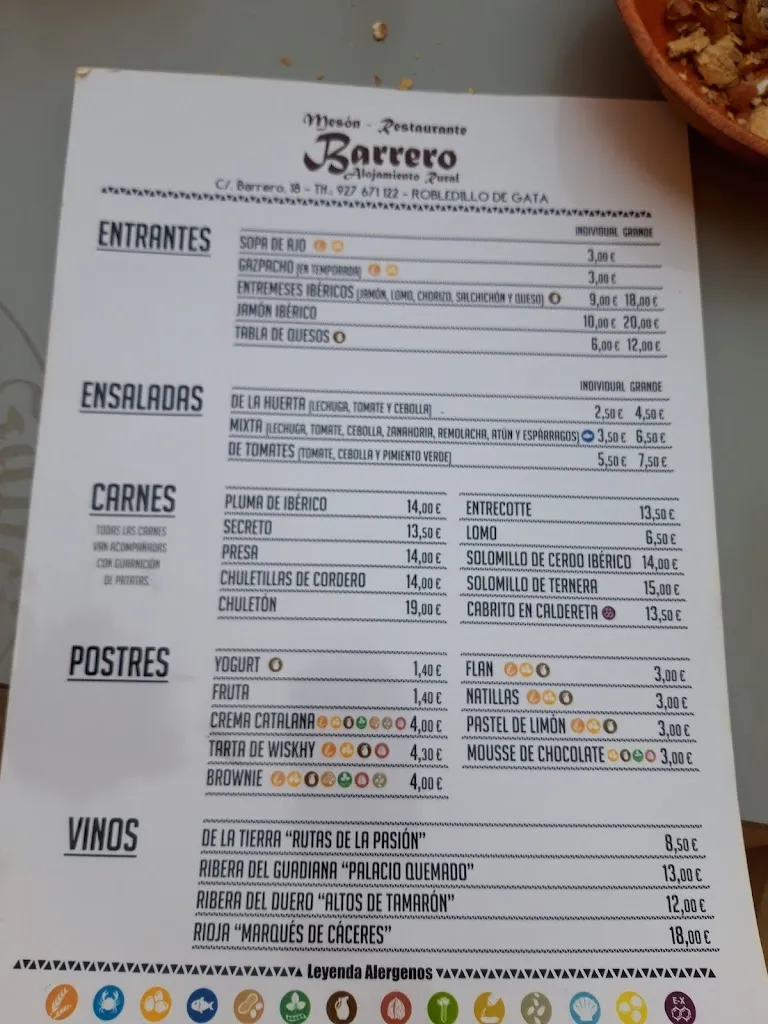 Mesón - Restaurante
Barrero
Alojamiento Rural
C/. Barrero, 18 - Tlf.: 927 671 122 - ROBLEDILLO DE GATA
ENTRANTES
INDIVIDUAL GRANDE
SOPA DE AJO 3,00 €
GAZPACHO (EN TEMPORADA) 3,00 €
ENTREMESES IBÉRICOS (JAMÓN, LOMO, CHORIZO, SALCHICHÓN Y QUESO) 9,00 € 18,00 €
JAMÓN IBÉRICO 10,00 € 20,00 €
TABLA DE QUESOS 6,00 € 12,00 €
ENSALADAS
INDIVIDUAL GRANDE
DE LA HUERTA (LECHUGA, TOMATE Y CEBOLLA) 2,50 € 4,50 €
MIXTA (LECHUGA, TOMATE, CEBOLLA, ZANAHORIA, REMOLACHA, ATÚN Y ESPÁRRAGOS) 3,50 € 6,50 €
DE TOMATES (TOMATE, CEBOLLA Y PIMIENTO VERDE) 5,50 € 7,50 €
CARNES
TODAS LAS CARNES
VAN ACOMPAÑADAS
CON GUARNICIÓN
DE PATATAS
PLUMA DE IBÉRICO 14,00 €
SECRETO 13,50 €
PRESA 14,00 €
CHULETILLAS DE CORDERO 14,00 €
CHULETÓN 19,00 €
ENTRECOTTE 13,50 €
LOMO 6,50 €
SOLOMILLO DE CERDO IBÉRICO 14,00 €
SOLOMILLO DE TERNERA 15,00 €
CABRITO EN CALDERETA 13,50 €
POSTRES
YOGURT 1,40 €
FRUTA 1,40 €
CREMA CATALANA 4,00 €
TARTA DE WISKHY 4,30 €
BROWNIE 4,00 €
FLAN 3,00 €
NATILLAS 3,00 €
PASTEL DE LIMÓN 3,00 €
MOUSSE DE CHOCOLATE 3,00 €
VINOS
DE LA TIERRA "RUTAS DE LA PASIÓN" 8,50 €
RIBERA DEL GUADIANA "PALACIO QUEMADO" 13,00 €
RIBERA DEL DUERO "ALTOS DE TAMARÓN" 12,00 €
RIOJA "MARQUÉS DE CÁCERES" 18,00 €
Leyenda Alergenos
E-X